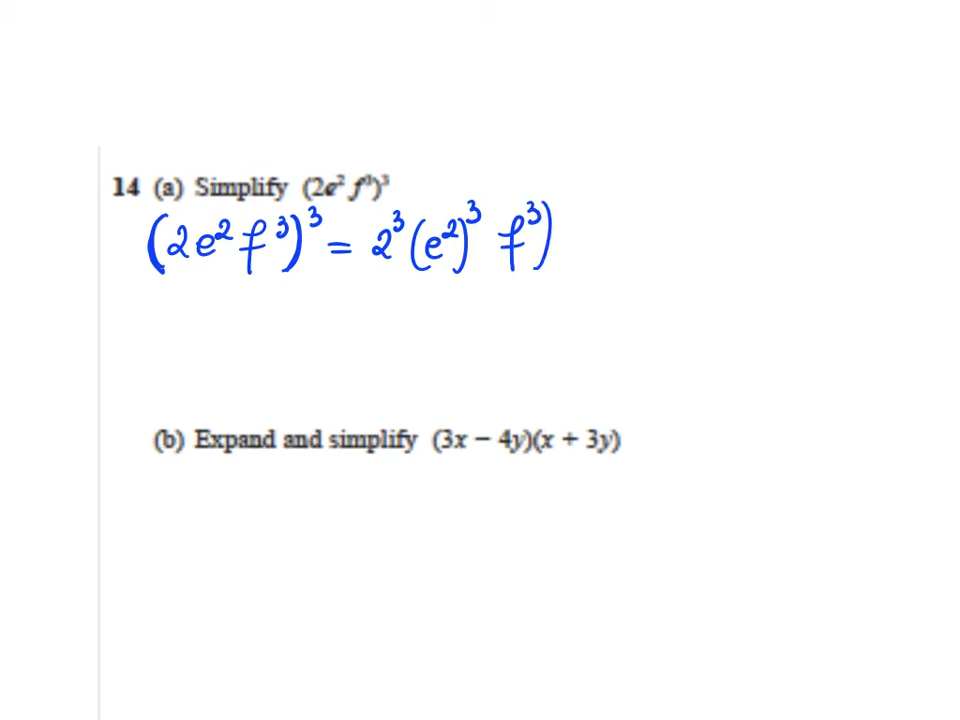 14 (a) Simplify (2e² f³)³
(2e² f³)³ = 2³ (e²)³ f³)
(b) Expand and simplify (3x − 4y)(x + 3y)